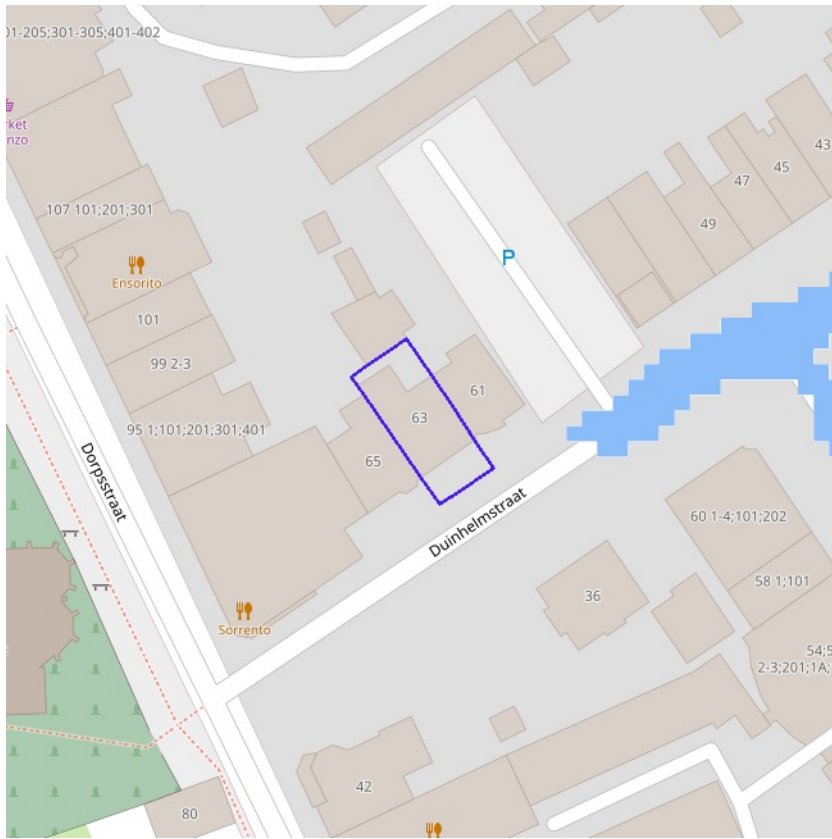 01-205;301-305;401-402
rket
nzo
107 101;201;301
Ensorito
101
99 2-3
95 1;101;201;301;401
Dorpsstraat
Sorrento
65
63
61
Duinhelmstraat
P
49
47
45
43
36
60 1-4;101;202
58 1;101
54;5
2-3;201;1A;
42
80